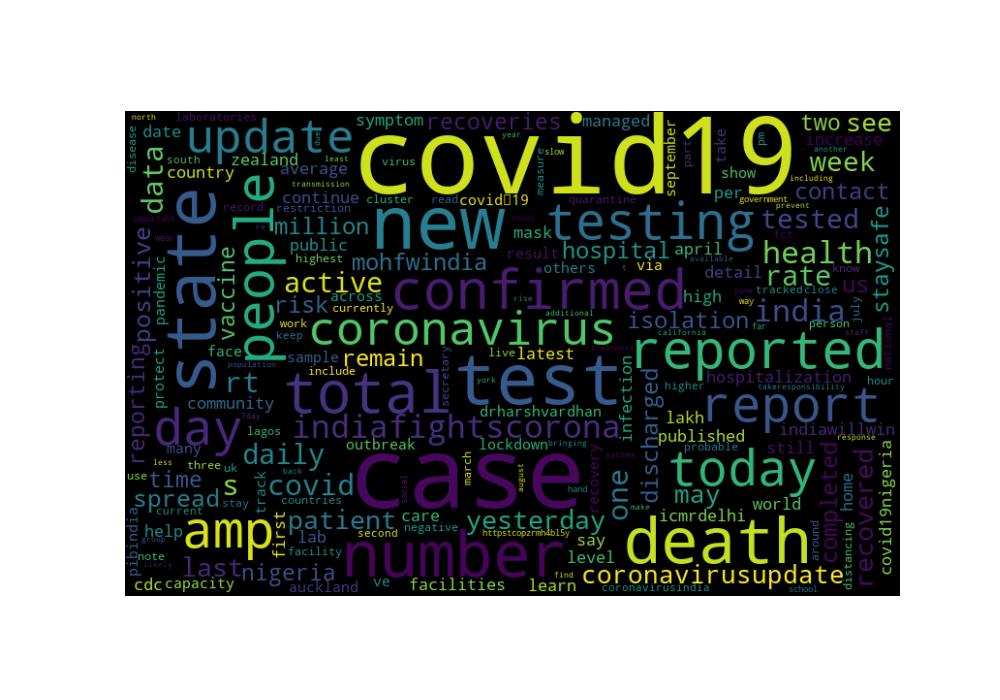 north
laboratories
symptom
recoveries
managed
two
see
disease
date
update
due
covid19
year
september
part
take
pm
increase
data
south
zealand
average
virus
least
slow
measure
show
another
week
country
transmission
including
people
continue
cluster
read
covid 19
quarantine
per
government
contact
state
record
restriction
new
testing
tested
prevent
important
wear
re
million
study
mask
fct
staysafe
public
result
hospital
april
health
know
positive
pandemic
vaccine
highest
mohfwindia
others
t
via
available
detail
rate
us
active
confirmed
high
june
tracked
close
across
rise
way
risk
currently
additional
india
person
july
national
work
coronavirus
isolation
far
staff
keep
california
reporting
protect
face
sample
remain
secretary
live
latest
reported
population
include
test
infection
hospitalization
rt
york
higher
takeresponsibility
hour
total
discharged
report
community
drharshvardhan
lakh
day
7day
lagos
indiafightscorona
indiawillwin
many
outbreak
lockdown
bringing
published
probable
still
response
daily
case
march
system
recovery
today
completed
recovered
covid19nigeria
less
three
uk
back
use
time
s
track
covid
social
august
hand
one
may
world
home
spread
stay
countries
make
current
amp
first
patient
care
yesterday
icmrdelhi
death
around
distancing
help
negative
say
pibindia
group
lab
second
number
httpstcopzrmh4bl5y
level
note
last
facility
find
likely
nigeria
coronavirusupdate
cdc
capacity
auckland
ve
facilities
learn
coronavirusindia
school